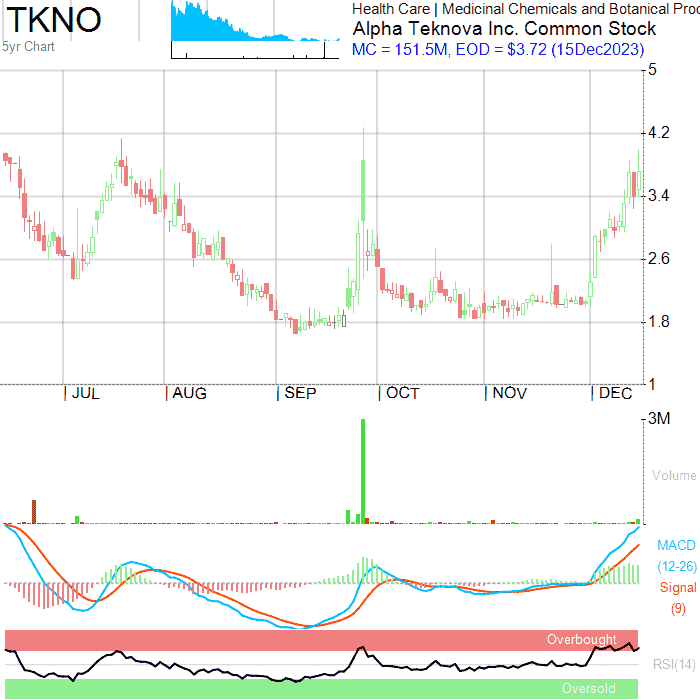 TKNO
5yr Chart
Health Care | Medicinal Chemicals and Botanical Proc
Alpha Teknova Inc. Common Stock
MC = 151.5M, EOD = $3.72 (15Dec2023)
5
4.2
3.4
2.6
1.8
1
JUL AUG SEP OCT NOV DEC
3M
Volume
MACD
(12-26)
Signal
(9)
Overbought
RSI(14)
Oversold